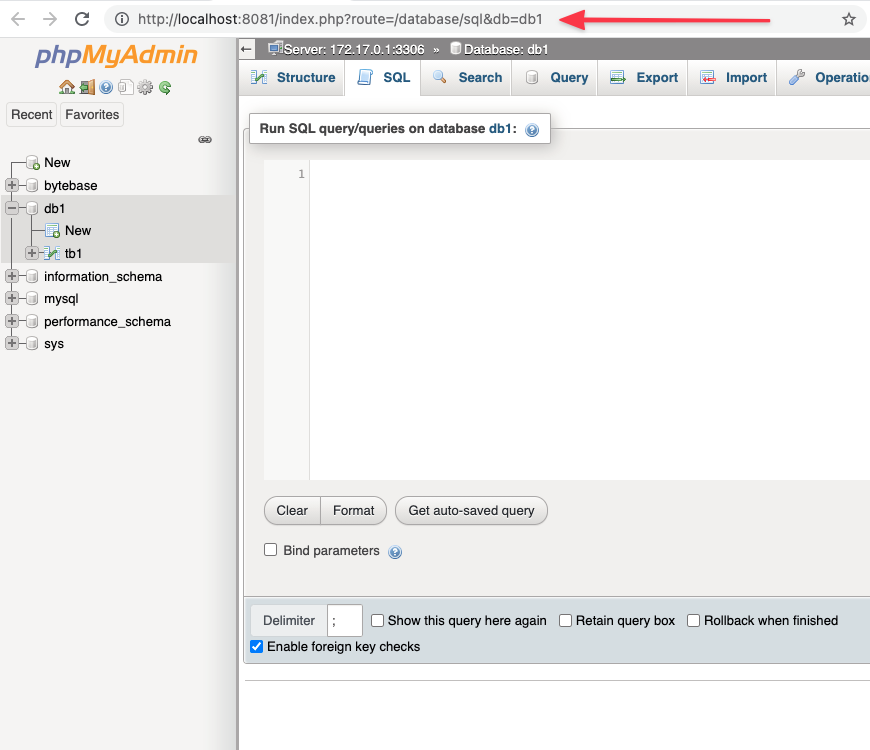 http://localhost:8081/index.php?route=/database/sql&db=db1
phpMyAdmin
Recent Favorites
New
bytebase
db1
New
tb1
information_schema
mysql
performance_schema
sys
Server: 172.17.0.1:3306 » Database: db1
Structure SQL Search Query Export Import Operatio
Run SQL query/queries on database db1:
1
Clear Format Get auto-saved query
Bind parameters
Delimiter ; Show this query here again Retain query box Rollback when finished
Enable foreign key checks